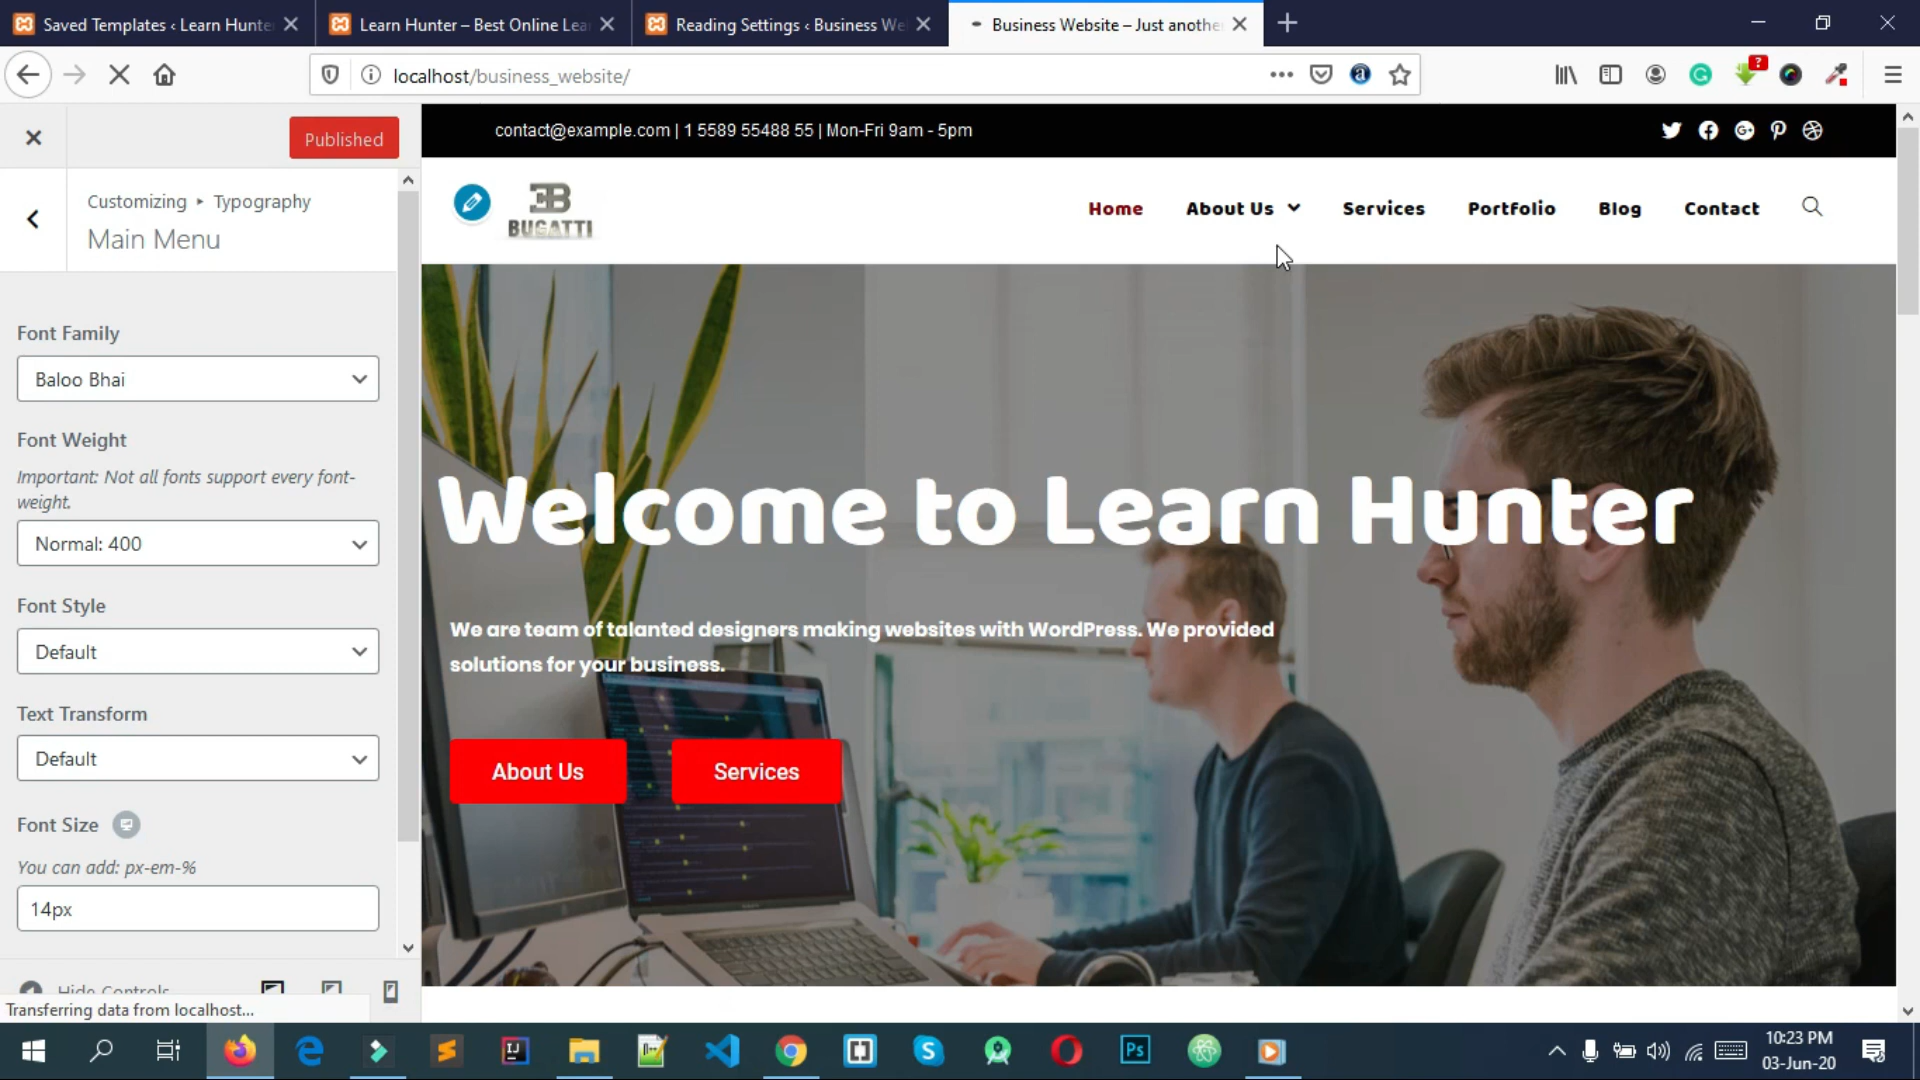 Saved Templates ‹ Learn Hunte
Learn Hunter – Best Online Lea
Reading Settings ‹ Business We
Business Website – Just anothe
localhost/business_website/
Published
Customizing ▸ Typography
Main Menu
Font Family
Baloo Bhai
Font Weight
Important: Not all fonts support every font-
weight.
Normal: 400
Font Style
Default
Text Transform
Default
Font Size
You can add: px-em-%
14px
Hide Controls
Transferring data from localhost...
contact@example.com | 1 5589 55488 55 | Mon-Fri 9am - 5pm
BUGATTI
Home About Us Services Portfolio Blog Contact
Welcome to Learn Hunter
We are team of talanted designers making websites with WordPress. We provided
solutions for your business.
About Us Services
10:23 PM
03-Jun-20